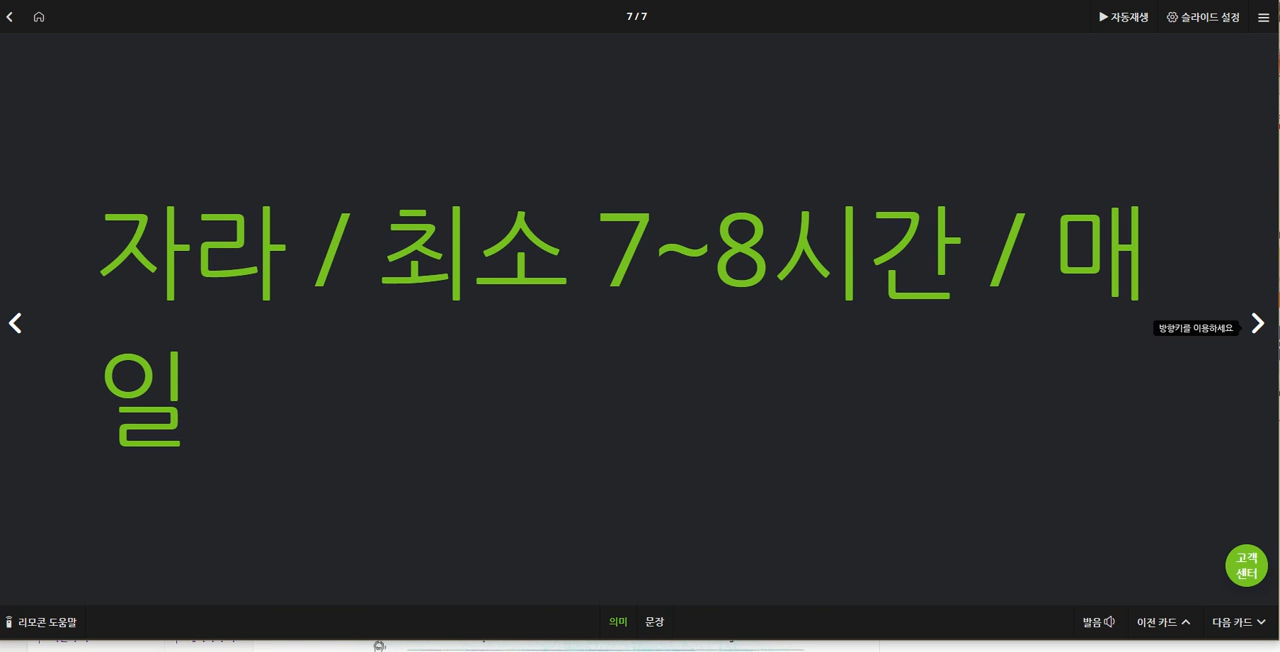 7 / 7
자동재생
슬라이드 설정
자라 / 최소 7~8시간 / 매
일
방향키를 이용하세요
고객
센터
리모콘 도움말
의미
문장
발음
이전 카드
다음 카드